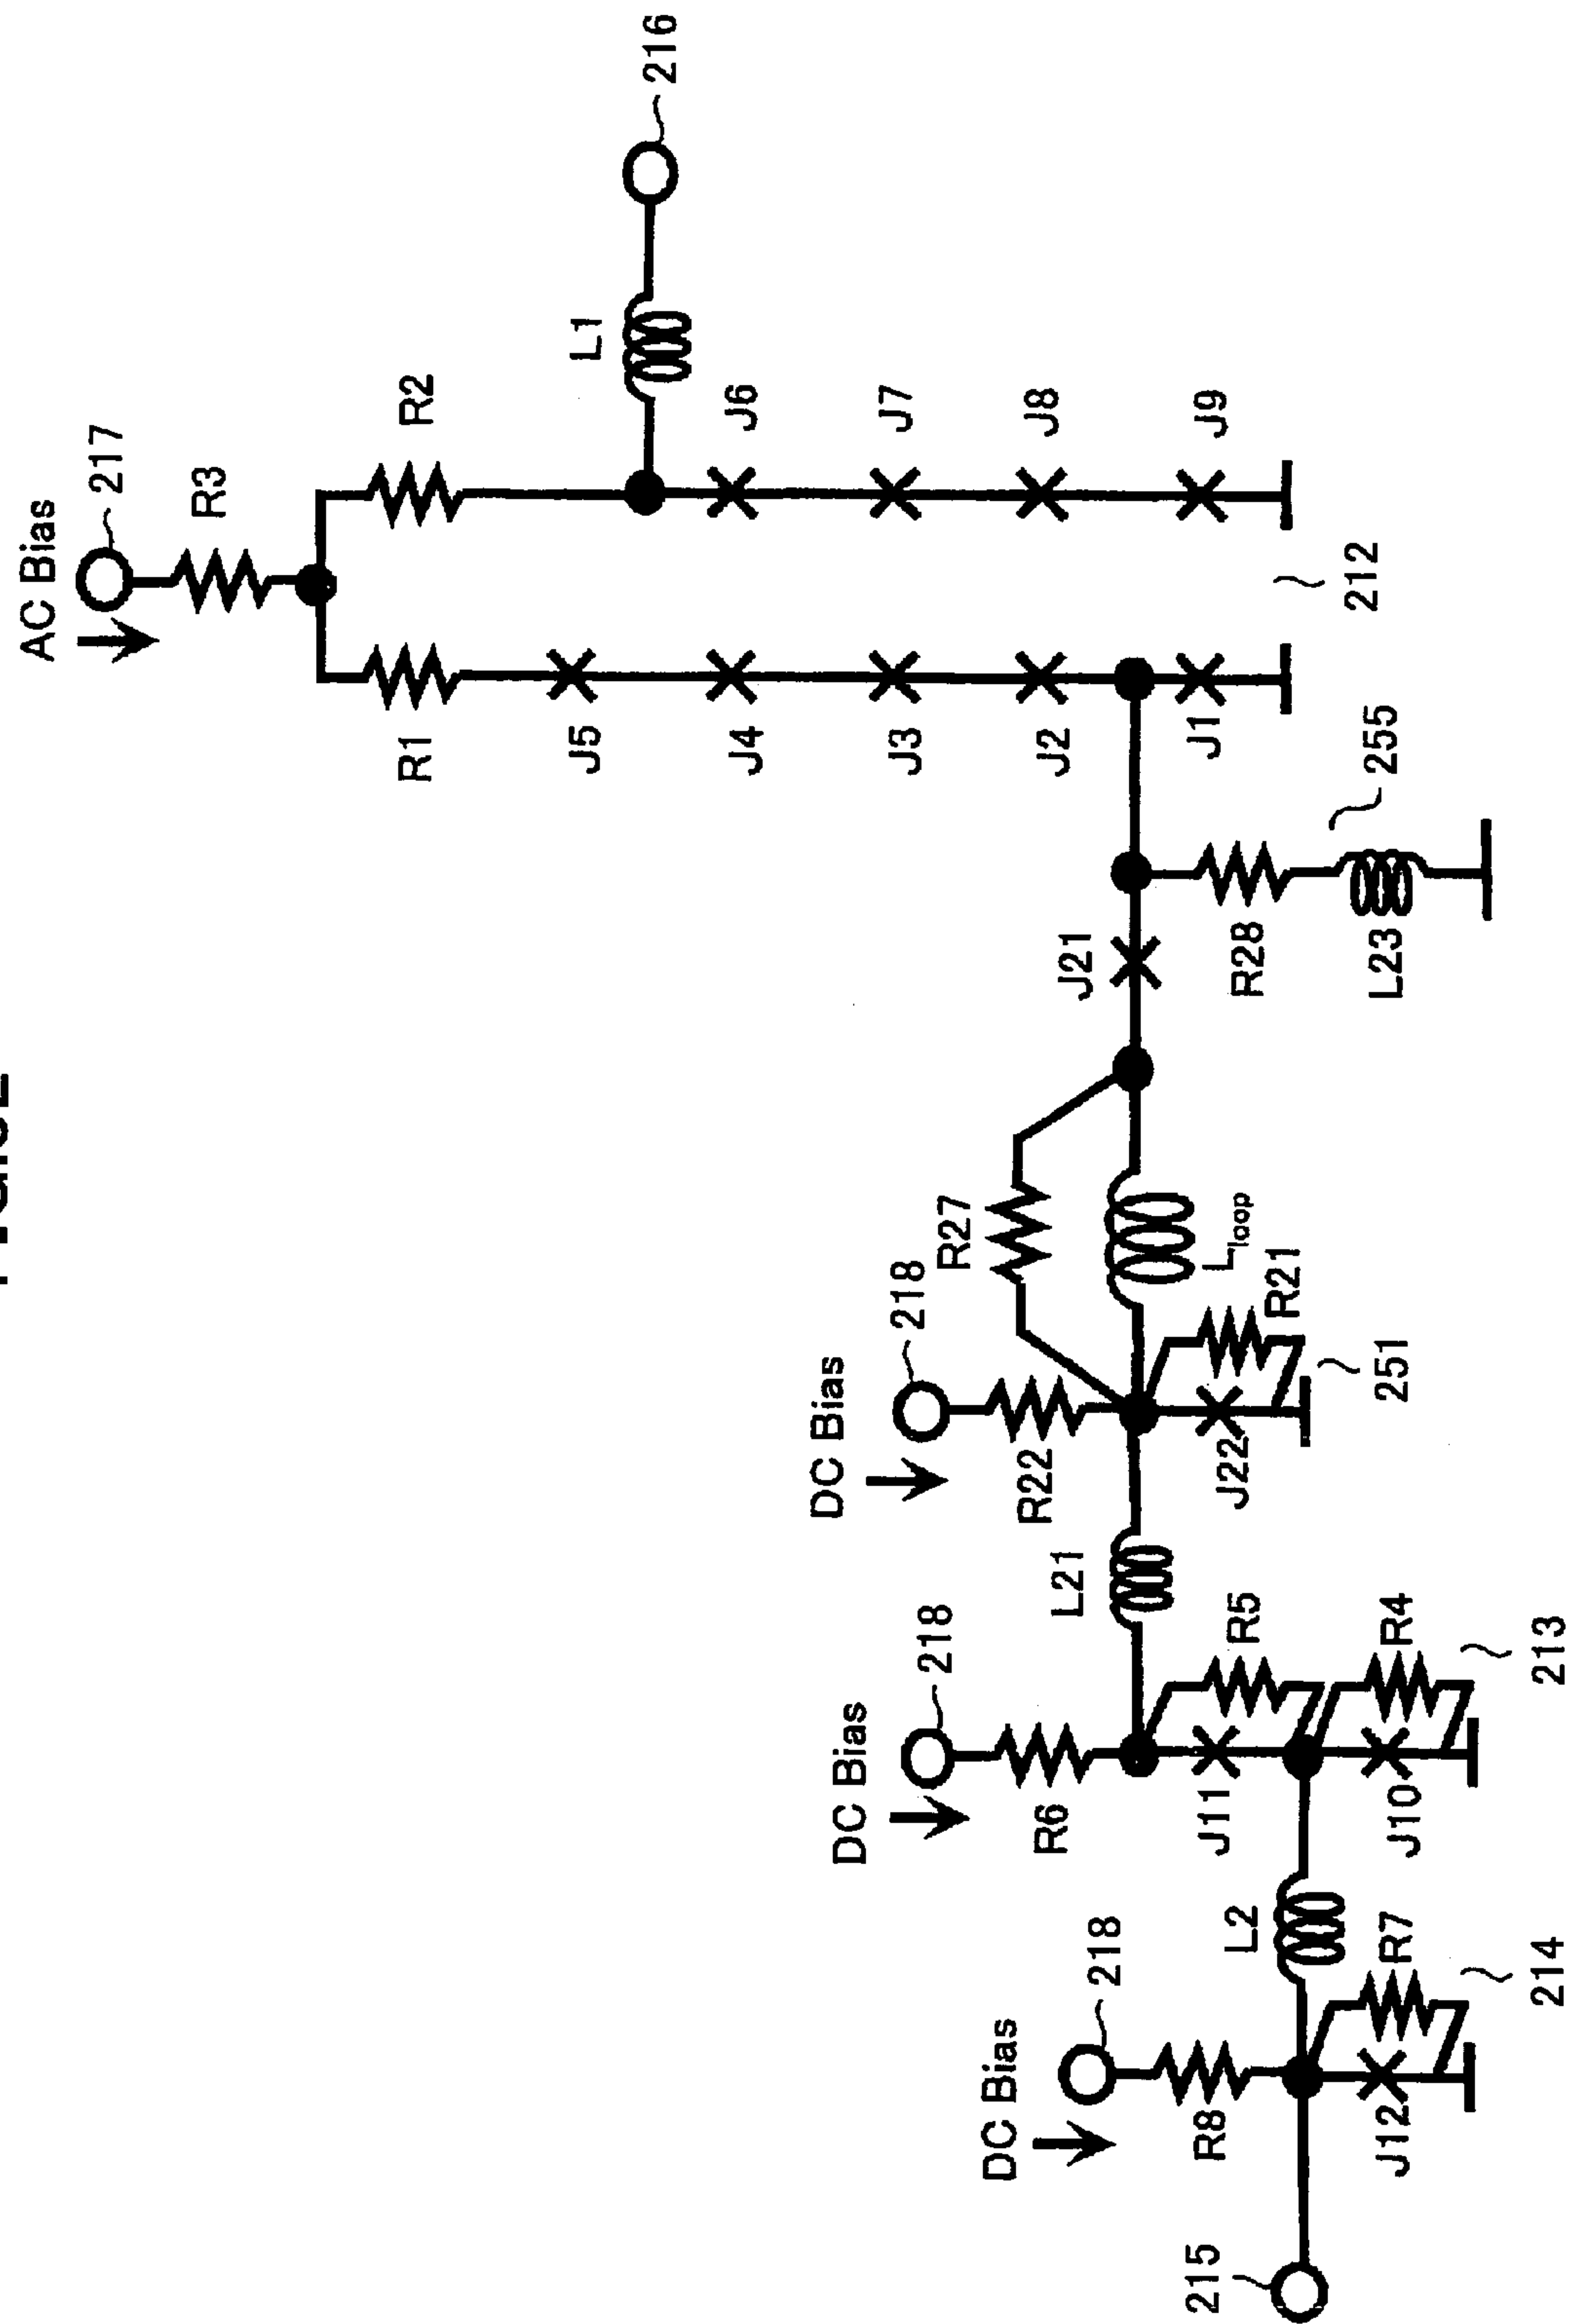 AC Bias
217
R3
R1
R2
L1
216
J5
J4
J3
J2
J1
J6
J7
J8
J9
212
255
J21
R28
L23
R27
L loop
DC Bias
218
R22
R21
J22
251
L21
DC Bias
218
R6
R5
R4
J11
J10
213
L2
DC Bias
218
R8
R7
J12
214
215